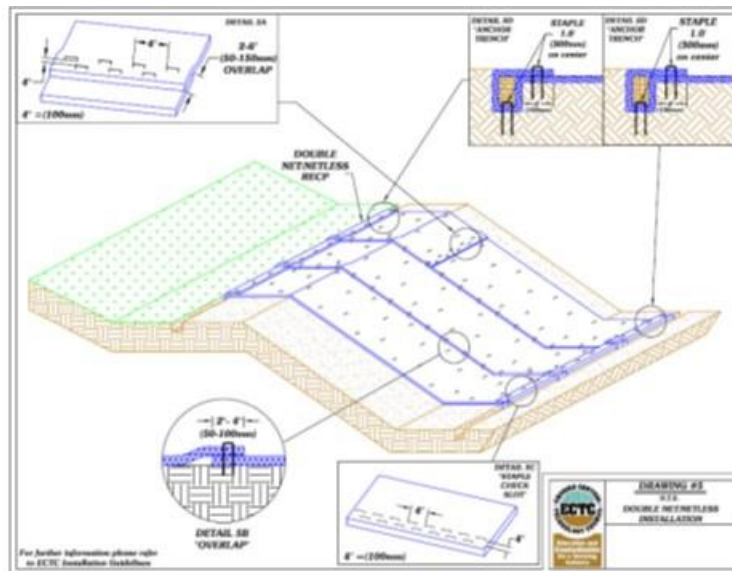 DETAIL 5A
6"
2-6"
(50-150mm)
OVERLAP
4"
4" =(100mm)
DETAIL 5D
'ANCHOR
TRENCH'
STAPLE
1.0'
(300mm)
on center
DETAIL 5D
'ANCHOR
TRENCH'
STAPLE
1.0'
(300mm)
on center
DOUBLE
NET/NETLESS
RECP
2"- 4"
(50-100mm)
DETAIL 5B
'OVERLAP'
DETAIL 5C
'STAPLE
CHECK
SLOT'
4" =(100mm)
ECTC
DRAWING #5
N.T.S.
DOUBLE NET/NETLESS
INSTALLATION
For further information please refer
to ECTC Installation Guidelines